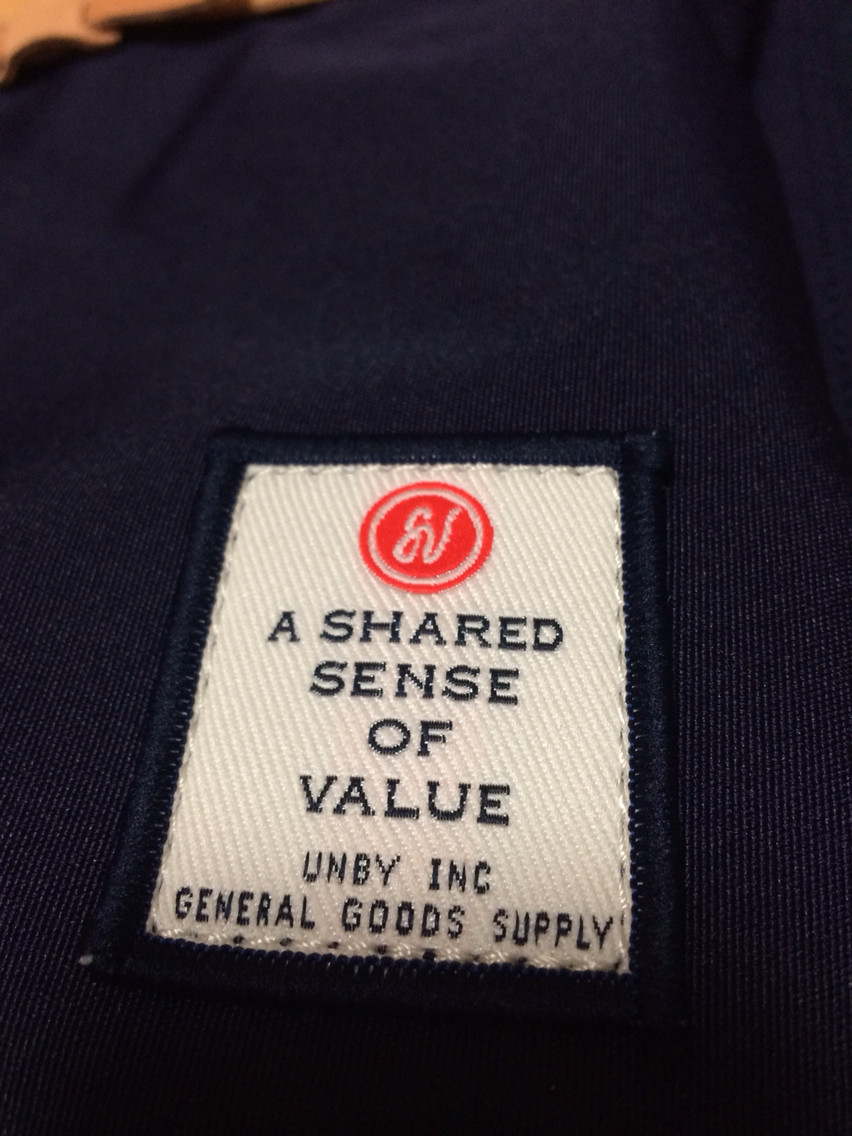 A SHARED
SENSE
OF
VALUE
UNBY INC
GENERAL GOODS SUPPLY